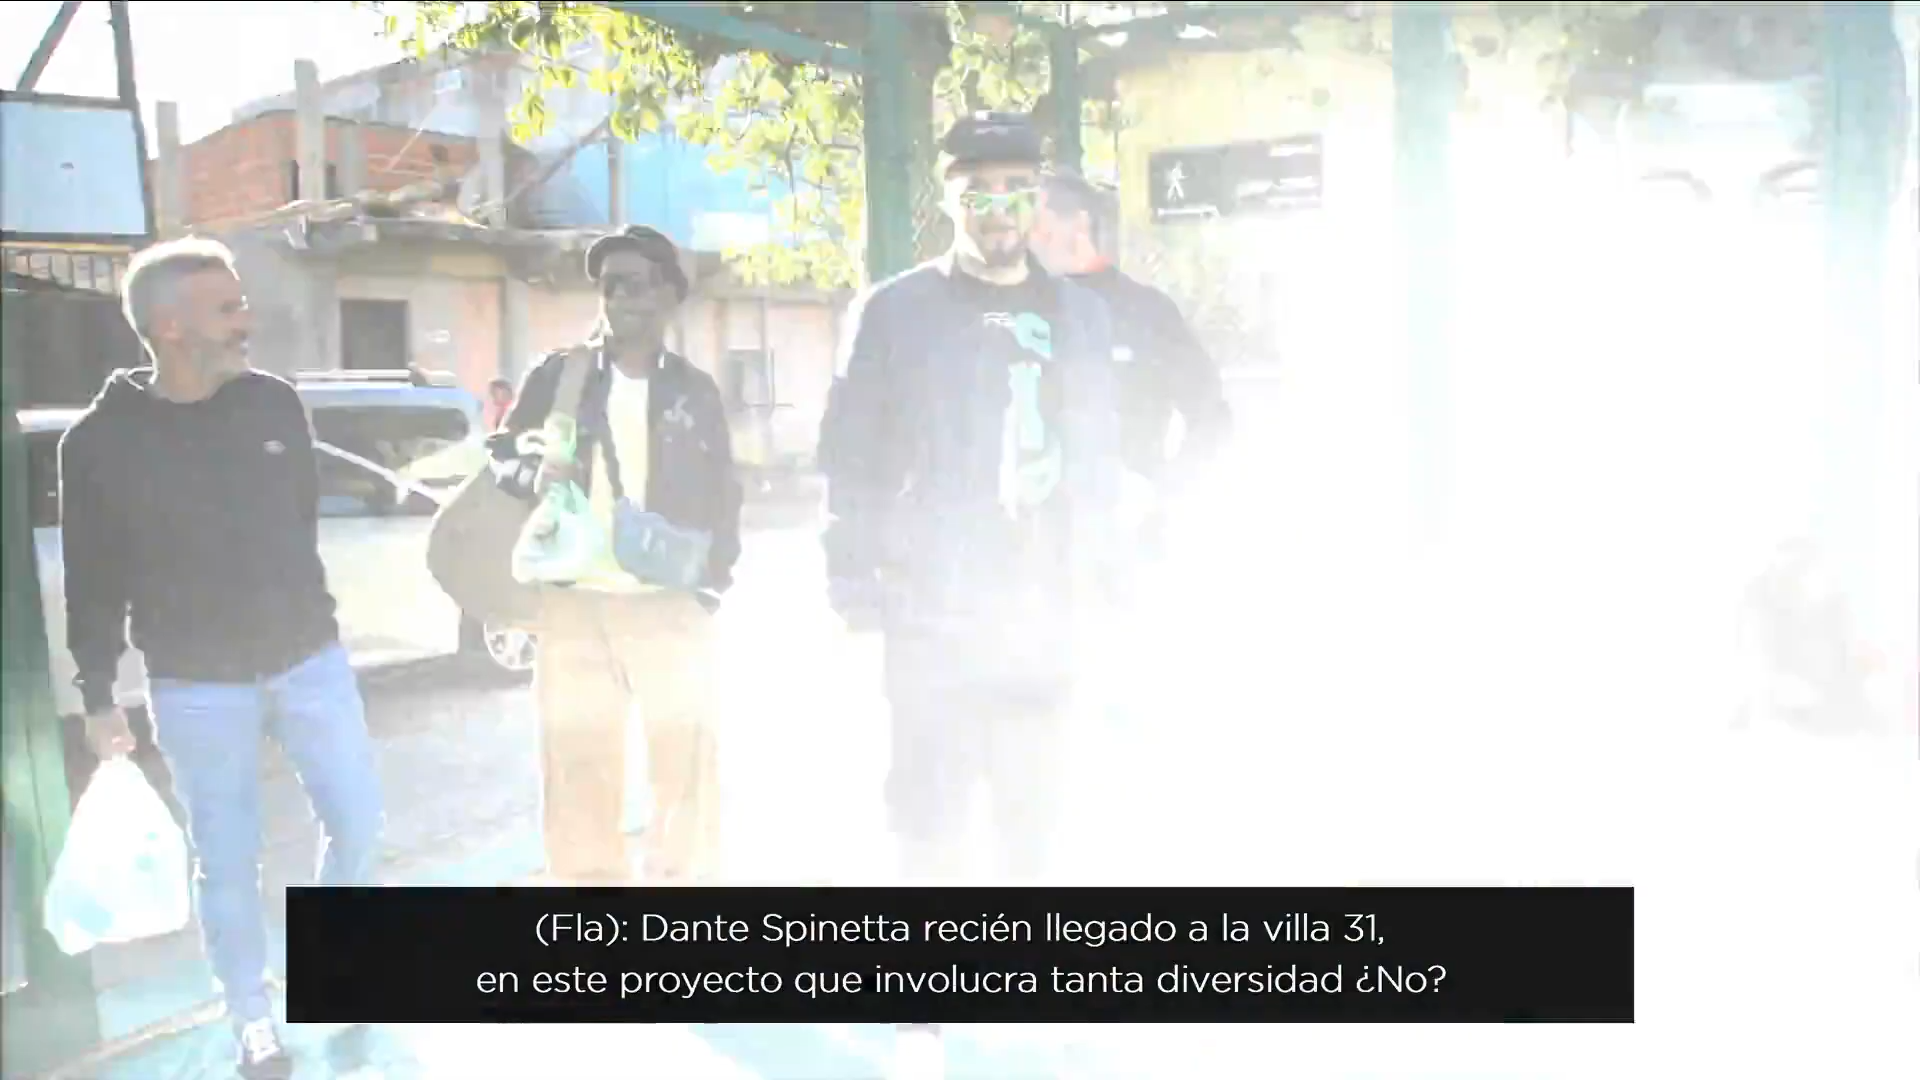 (Fla): Dante Spinetta recién llegado a la villa 31,
en este proyecto que involucra tanta diversidad ¿No?